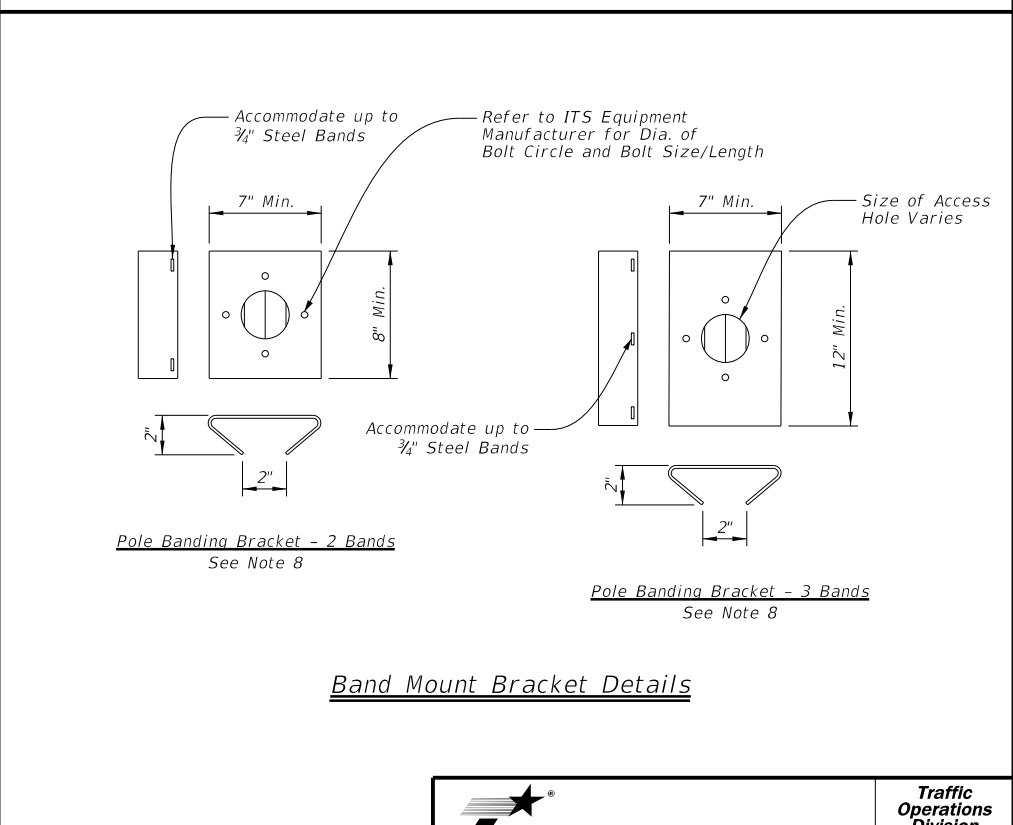 Accommodate up to
¾" Steel Bands
Refer to ITS Equipment
Manufacturer for Dia. of
Bolt Circle and Bolt Size/Length
7" Min.
7" Min.
Size of Access
Hole Varies
8" Min.
12" Min.
Accommodate up to
¾" Steel Bands
2"
2"
2"
2"
Pole Banding Bracket - 2 Bands
See Note 8
Pole Banding Bracket - 3 Bands
See Note 8
Band Mount Bracket Details
®
Traffic
Operations
Division